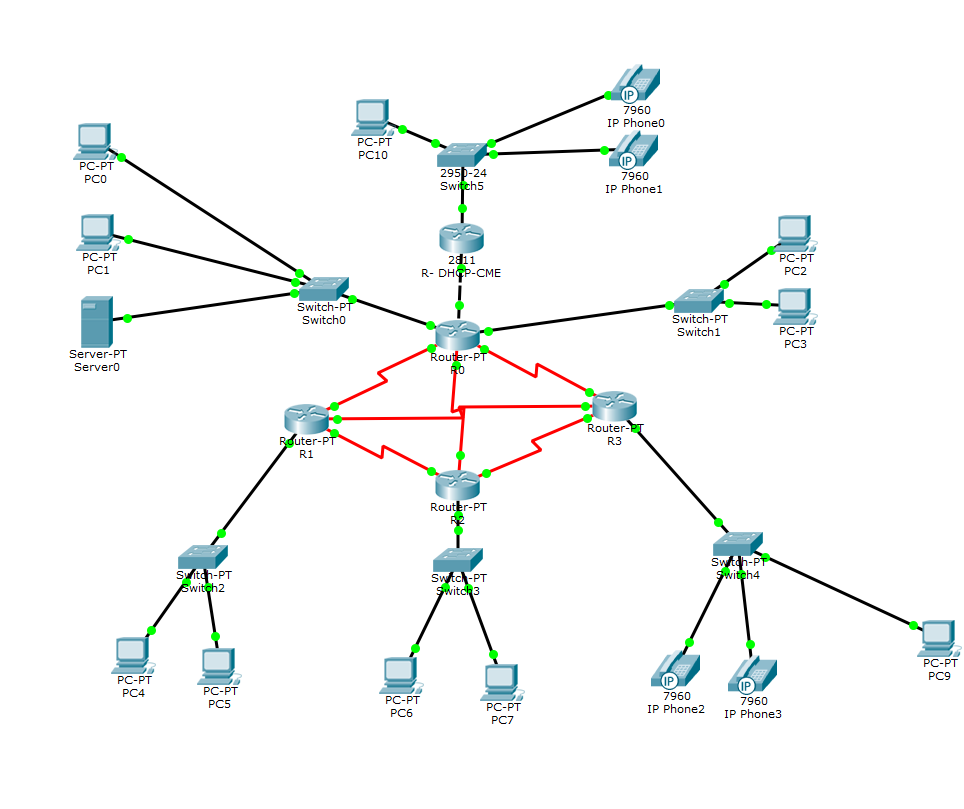 IP
7960
IP Phone0
PC-PT
PC10
IP
7960
IP Phone1
2950-24
Switch5
PC-PT
PC0
PC-PT
PC1
2811
R- DHCP-CME
PC-PT
PC2
Switch-PT
Switch0
Switch-PT
Switch1
PC-PT
PC3
Server-PT
Server0
Router-PT
R0
Router-PT
R1
Router-PT
R3
Router-PT
R2
Switch-PT
Switch2
Switch-PT
Switch3
Switch-PT
Switch4
PC-PT
PC4
PC-PT
PC5
PC-PT
PC6
PC-PT
PC7
IP
7960
IP Phone2
IP
7960
IP Phone3
PC-PT
PC9